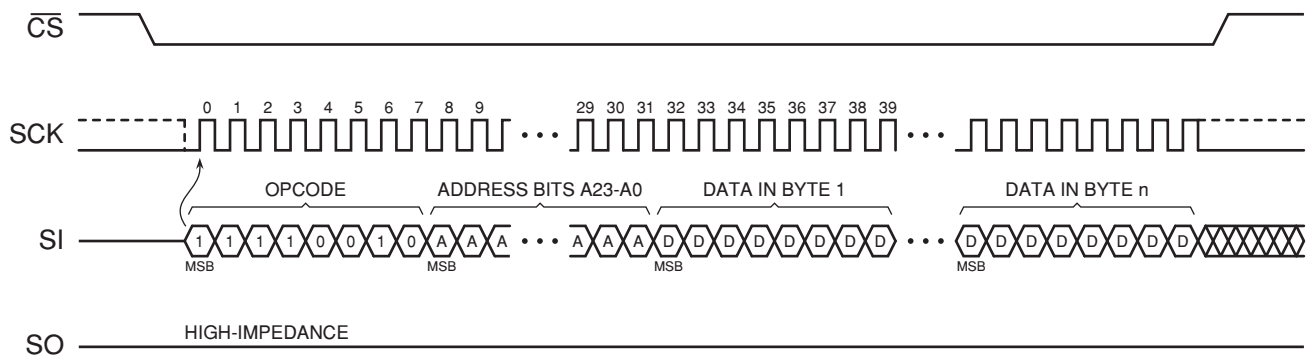 CS
0 1 2 3 4 5 6 7 8 9 29 30 31 32 33 34 35 36 37 38 39
SCK
OPCODE ADDRESS BITS A23-A0 DATA IN BYTE 1 DATA IN BYTE n
SI 1 1 1 1 0 0 1 0 A A A A A A D D D D D D D D D D D D D D D D
MSB MSB MSB MSB
HIGH-IMPEDANCE
SO